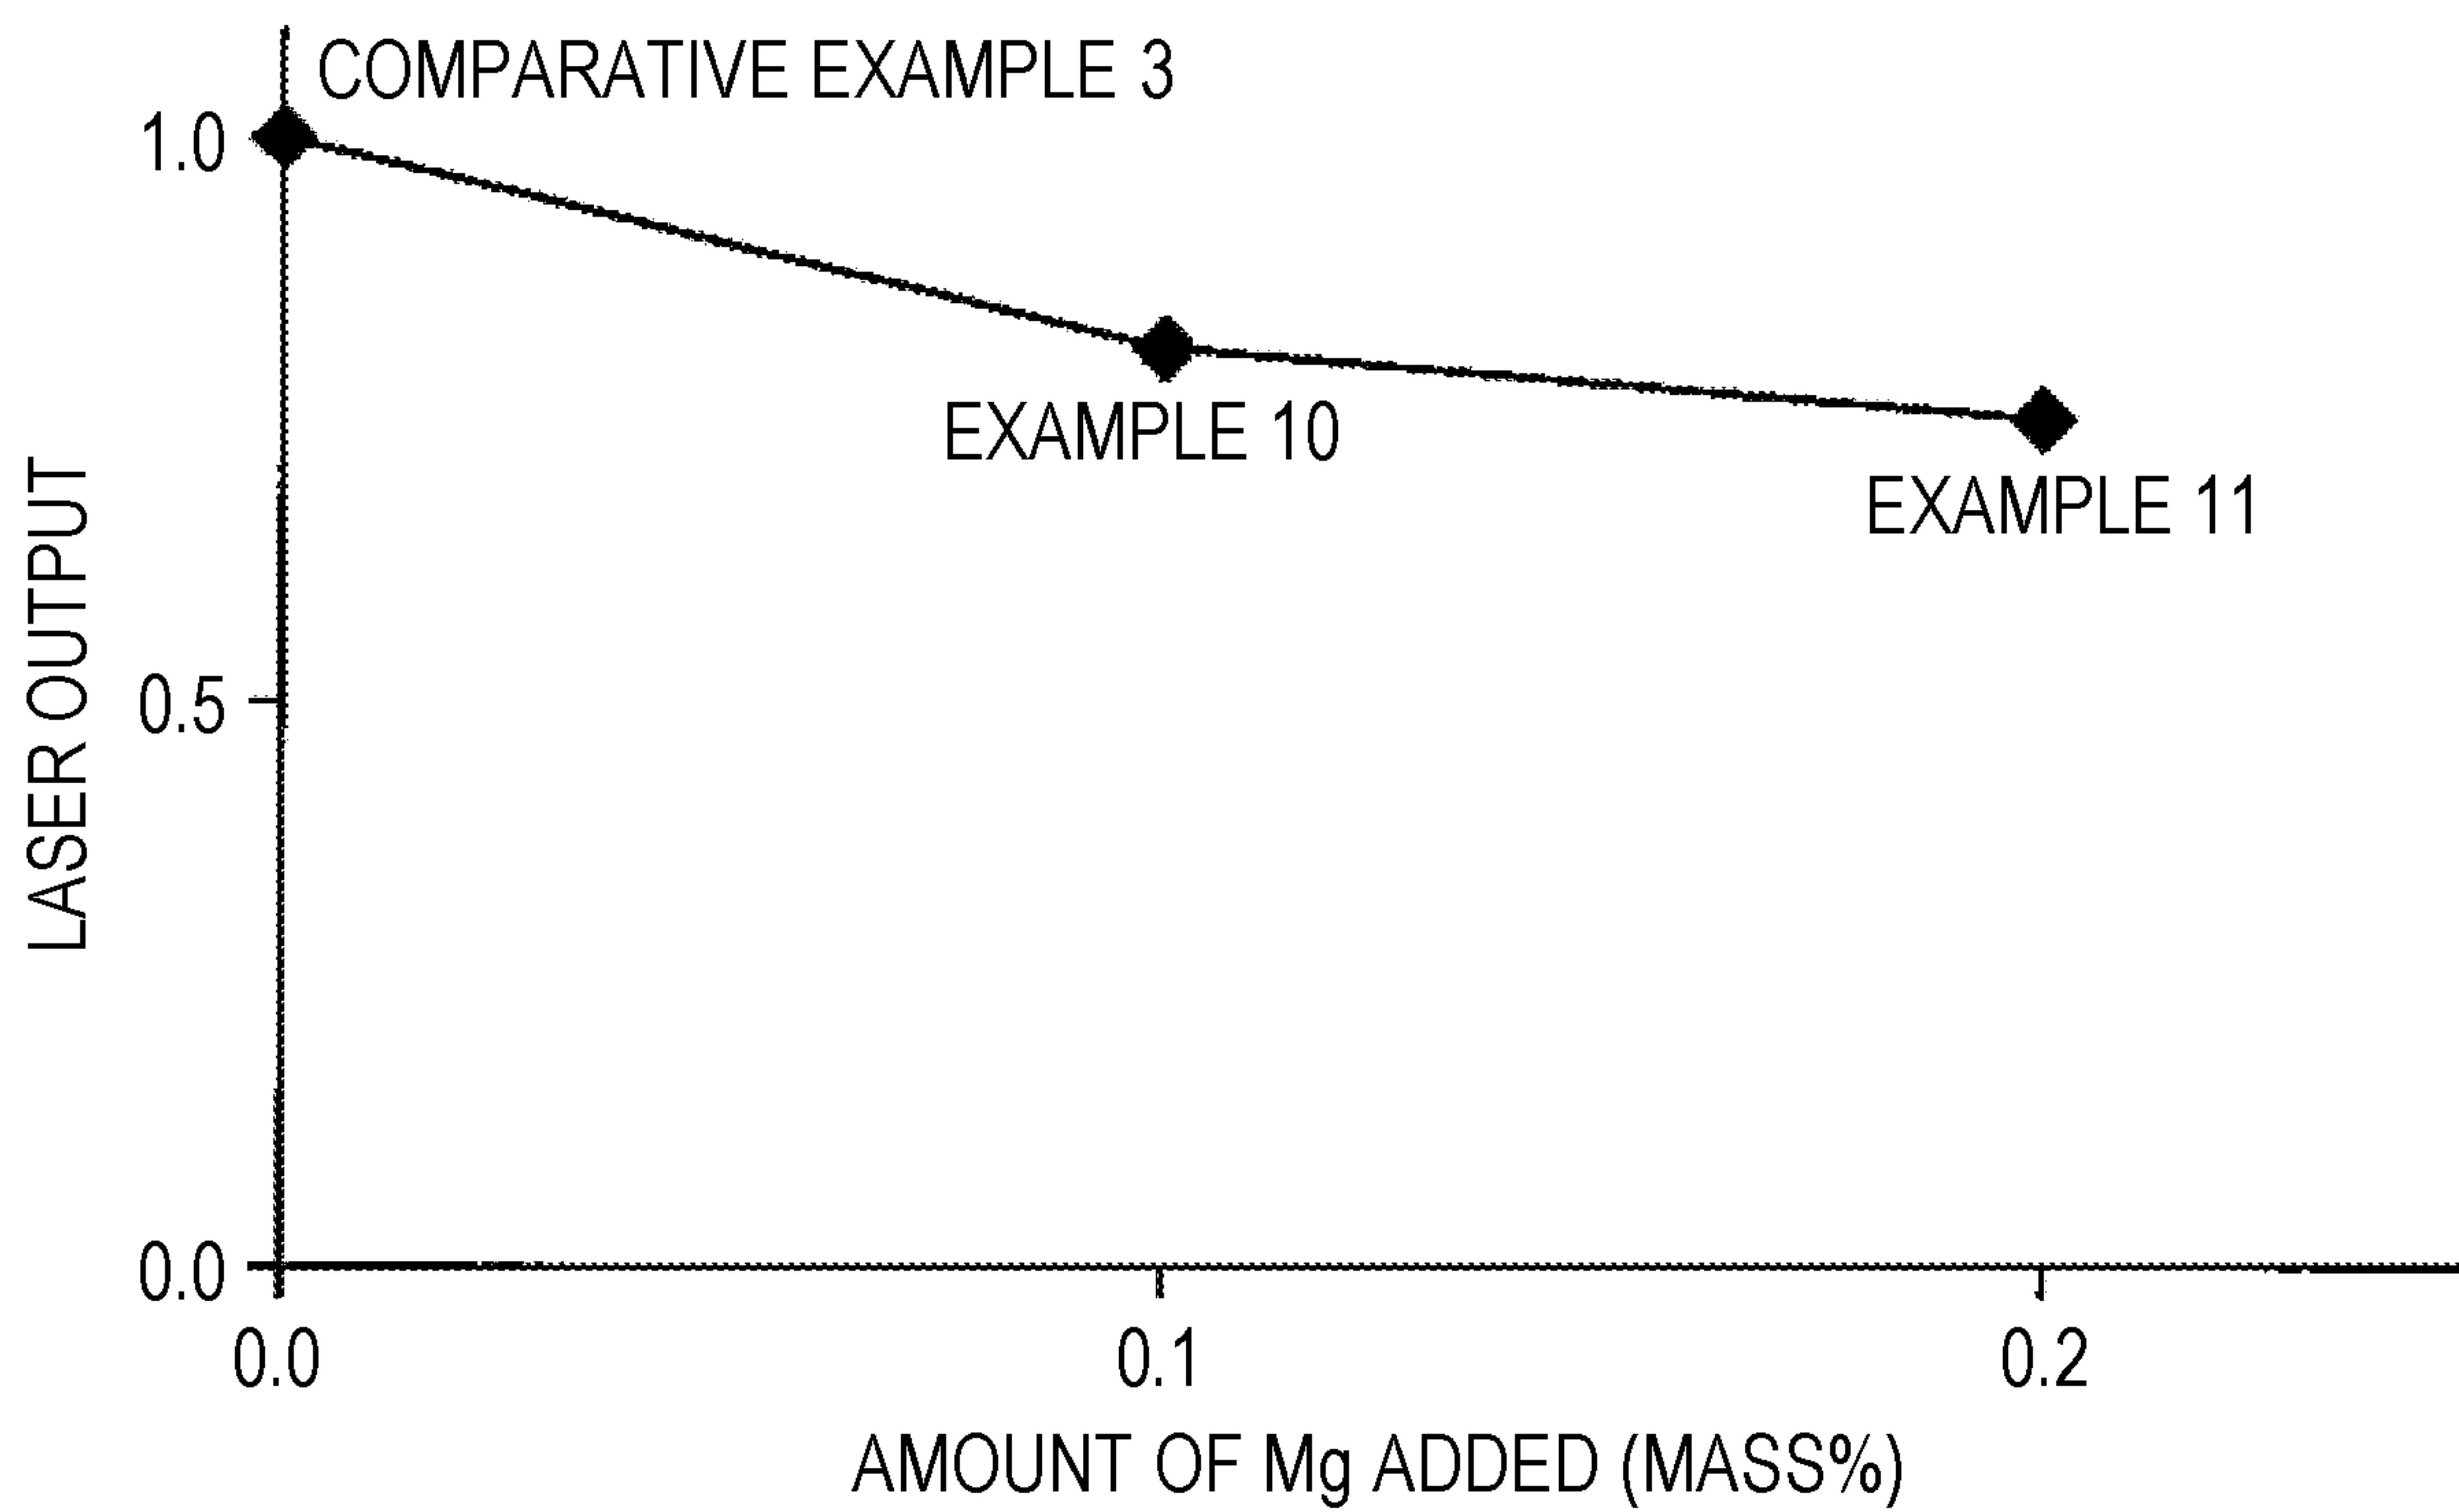 COMPARATIVE EXAMPLE 3
1.0
EXAMPLE 10
EXAMPLE 11
LASER OUTPUT
0.5
0.0
0.0
0.1
0.2
AMOUNT OF Mg ADDED (MASS%)